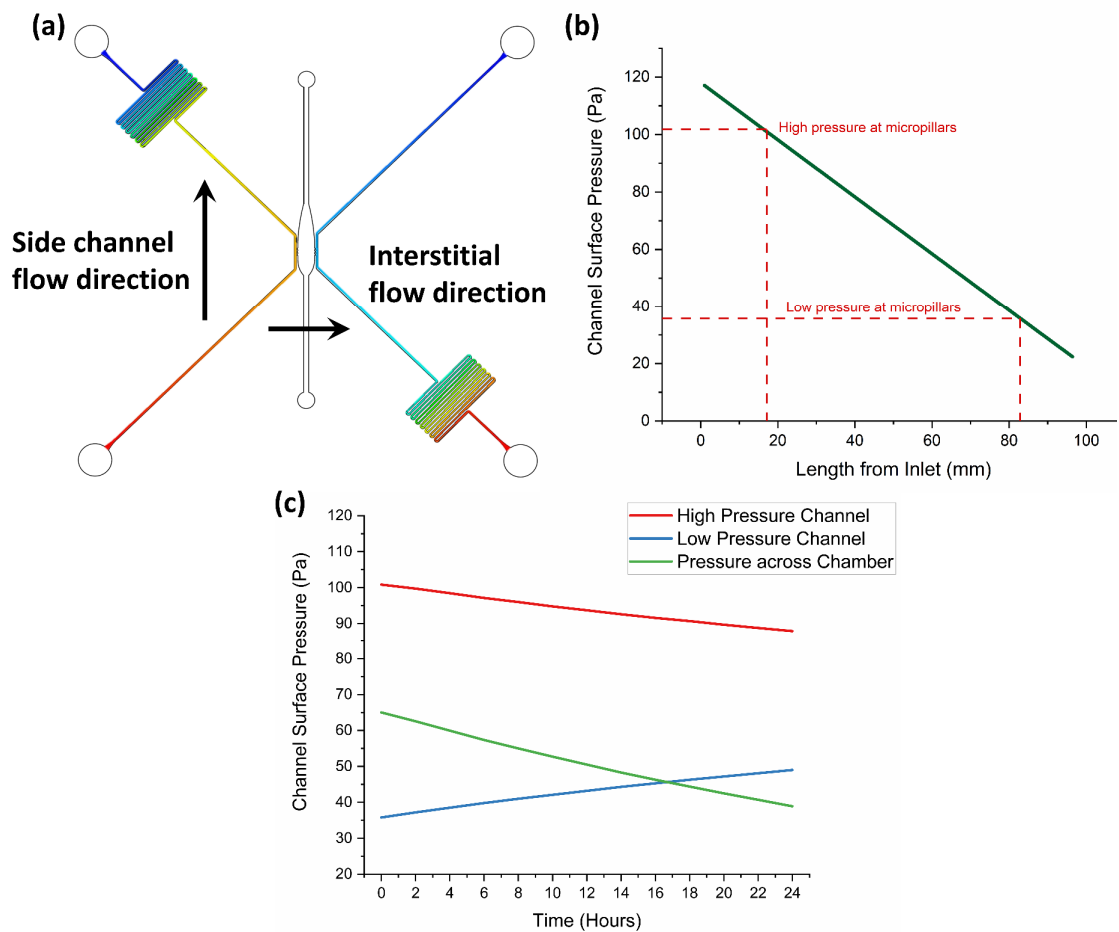 (a)
Side channel
flow direction
Interstitial
flow direction
(b)
Channel Surface Pressure (Pa)
120
100
80
60
40
20
0
High pressure at micropillars
Low pressure at micropillars
0 20 40 60 80 100
Length from Inlet (mm)
(c)
Channel Surface Pressure (Pa)
120
110
100
90
80
70
60
50
40
30
20
High Pressure Channel
Low Pressure Channel
Pressure across Chamber
0 2 4 6 8 10 12 14 16 18 20 22 24
Time (Hours)